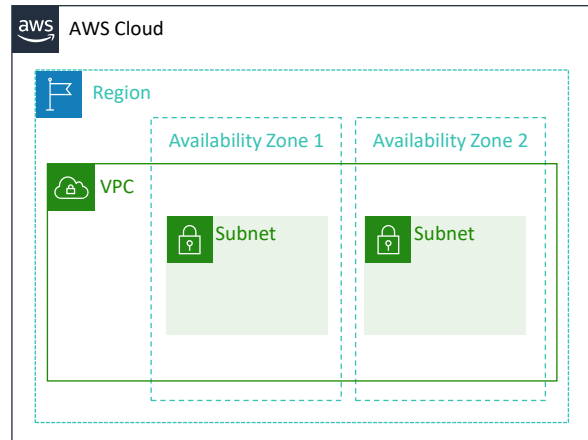 aws
AWS Cloud
Region
Availability Zone 1
Availability Zone 2
VPC
Subnet
Subnet